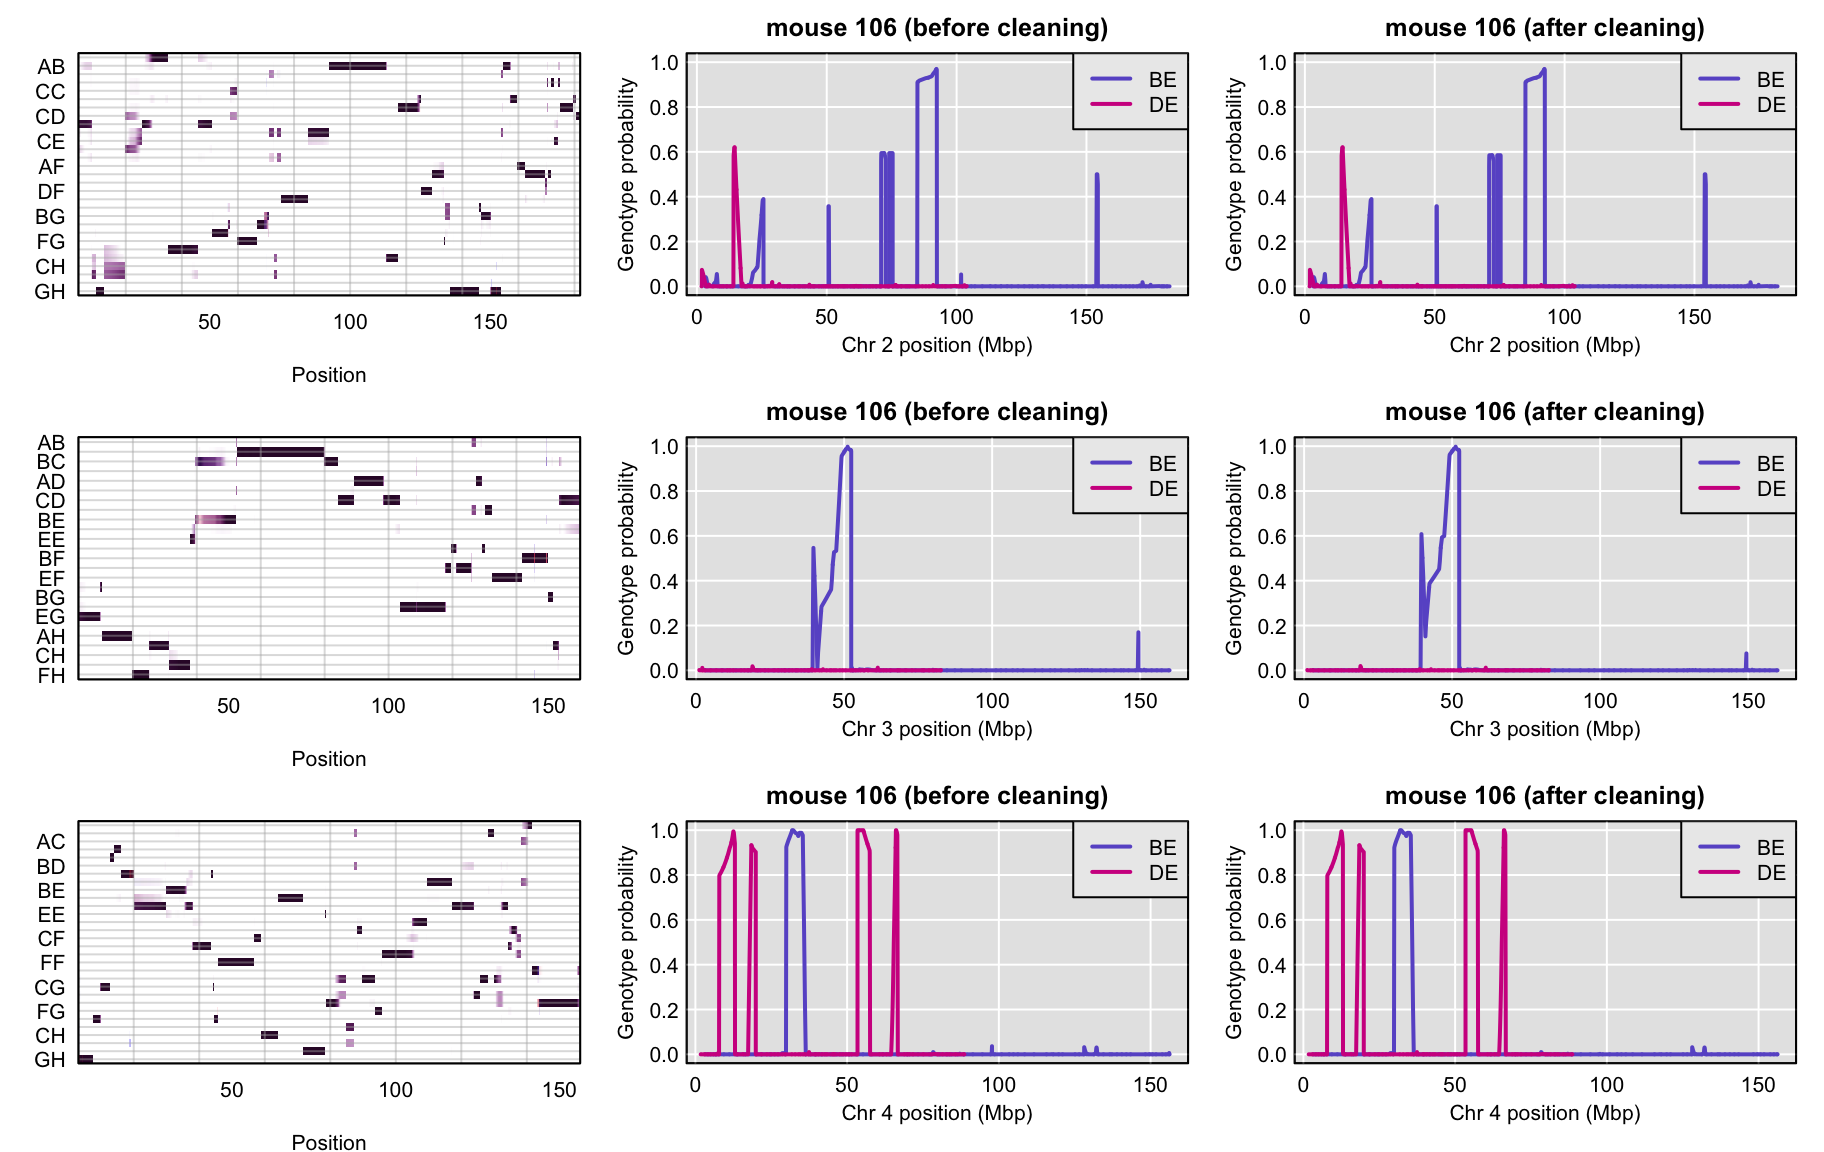 mouse 106 (before cleaning)
mouse 106 (after cleaning)
AB
CC
CD
CE
AF
DF
BG
FG
CH
GH
50 100 150
Position
Genotype probability
1.0
0.8
0.6
0.4
0.2
0.0
BE
DE
0 50 100 150
Chr 2 position (Mbp)
Genotype probability
1.0
0.8
0.6
0.4
0.2
0.0
BE
DE
0 50 100 150
Chr 2 position (Mbp)
mouse 106 (before cleaning)
mouse 106 (after cleaning)
AB
BC
AD
CD
BE
EE
BF
EF
BG
EG
AH
CH
FH
50 100 150
Position
Genotype probability
1.0
0.8
0.6
0.4
0.2
0.0
BE
DE
0 50 100 150
Chr 3 position (Mbp)
Genotype probability
1.0
0.8
0.6
0.4
0.2
0.0
BE
DE
0 50 100 150
Chr 3 position (Mbp)
mouse 106 (before cleaning)
mouse 106 (after cleaning)
AC
BD
BE
EE
CF
FF
CG
FG
CH
GH
50 100 150
Position
Genotype probability
1.0
0.8
0.6
0.4
0.2
0.0
BE
DE
0 50 100 150
Chr 4 position (Mbp)
Genotype probability
1.0
0.8
0.6
0.4
0.2
0.0
BE
DE
0 50 100 150
Chr 4 position (Mbp)